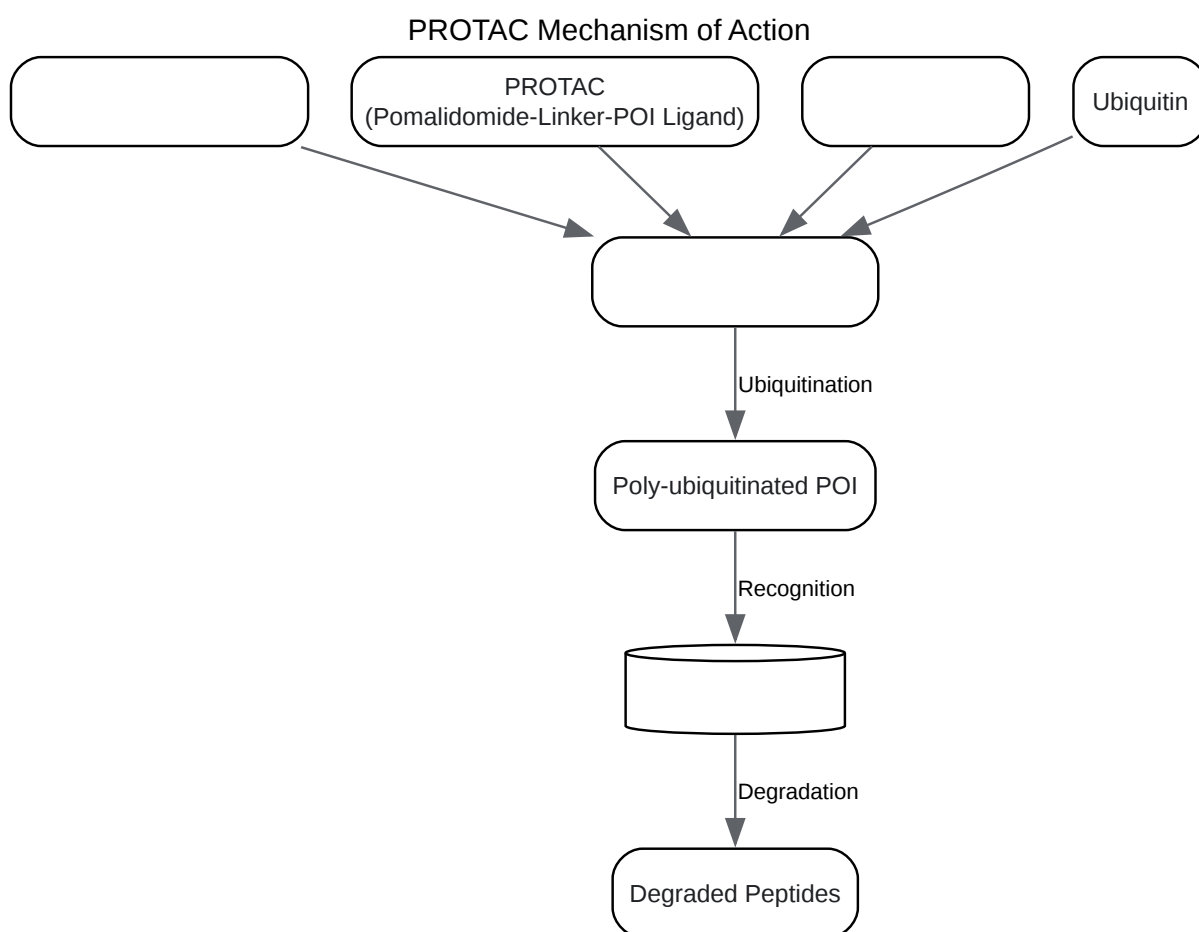 PROTAC Mechanism of Action
PROTAC
(Pomalidomide-Linker-POI Ligand)
Ubiquitin
Ubiquitination
Poly-ubiquitinated POI
Recognition
Degradation
Degraded Peptides